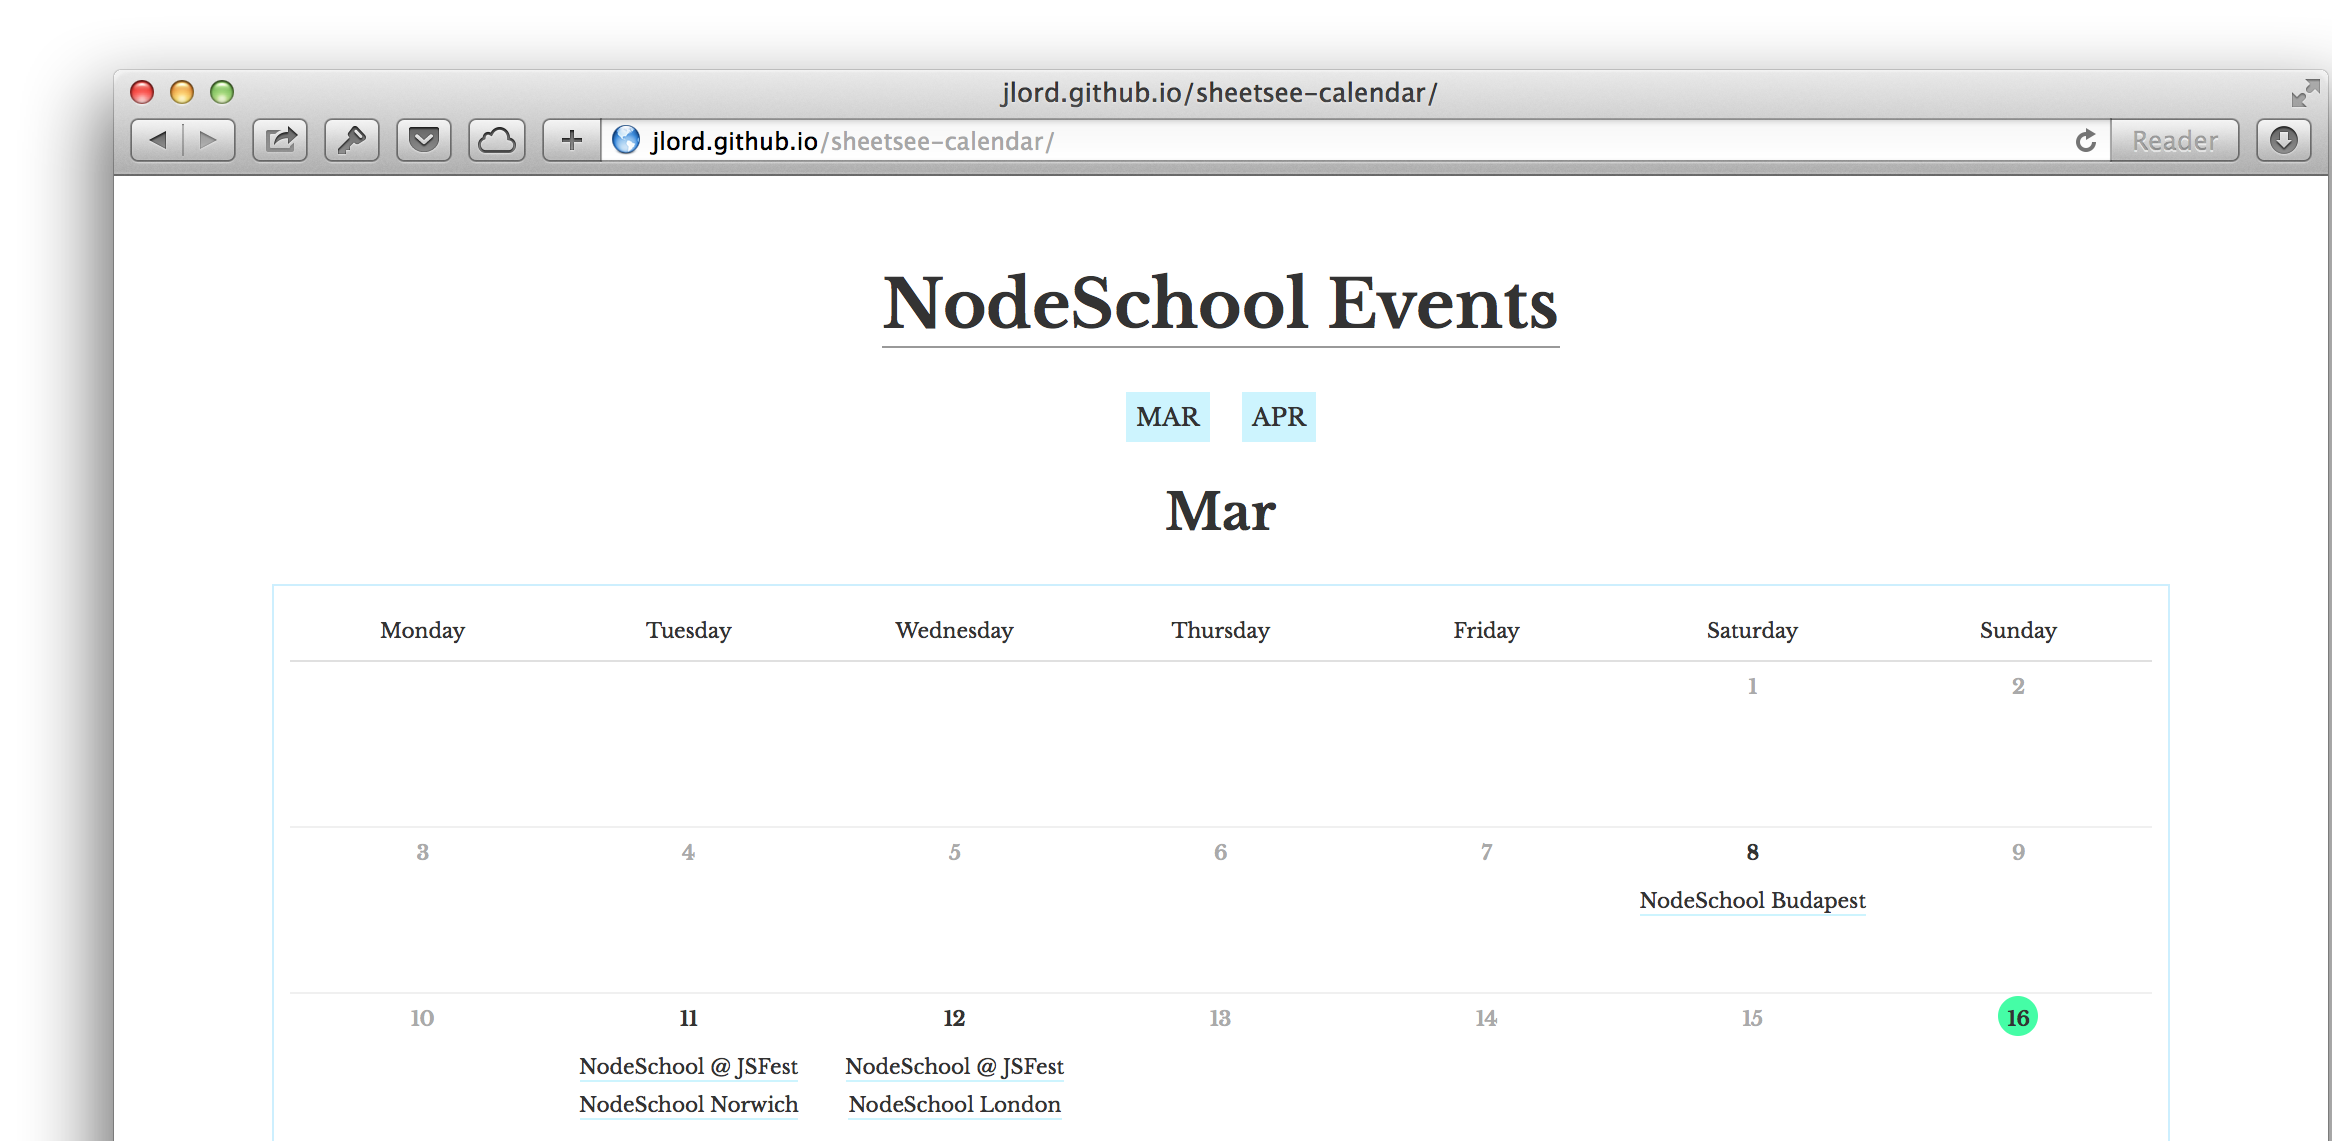 jlord.github.io/sheetsee-calendar/
jlord.github.io/sheetsee-calendar/ Reader
NodeSchool Events
MAR APR
Mar
Monday Tuesday Wednesday Thursday Friday Saturday Sunday
1 2
3 4 5 6 7 8 9
NodeSchool Budapest
10 11 12 13 14 15 16
NodeSchool @ JSFest NodeSchool @ JSFest
NodeSchool Norwich NodeSchool London